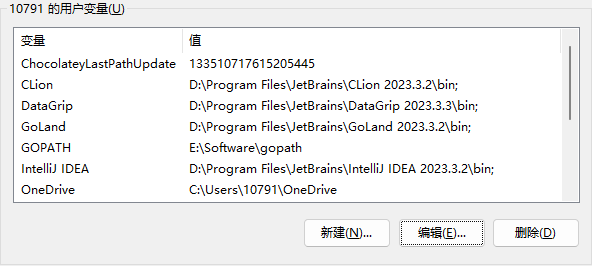 10791 的用户变量(U)
变量 值
ChocolateyLastPathUpdate 133510717615205445
CLion D:\Program Files\JetBrains\CLion 2023.3.2\bin;
DataGrip D:\Program Files\JetBrains\DataGrip 2023.3.3\bin;
GoLand D:\Program Files\JetBrains\GoLand 2023.3.2\bin;
GOPATH E:\Software\gopath
IntelliJ IDEA D:\Program Files\JetBrains\IntelliJ IDEA 2023.3.2\bin;
OneDrive C:\Users\10791\OneDrive
新建(N)... 编辑(E)... 删除(D)